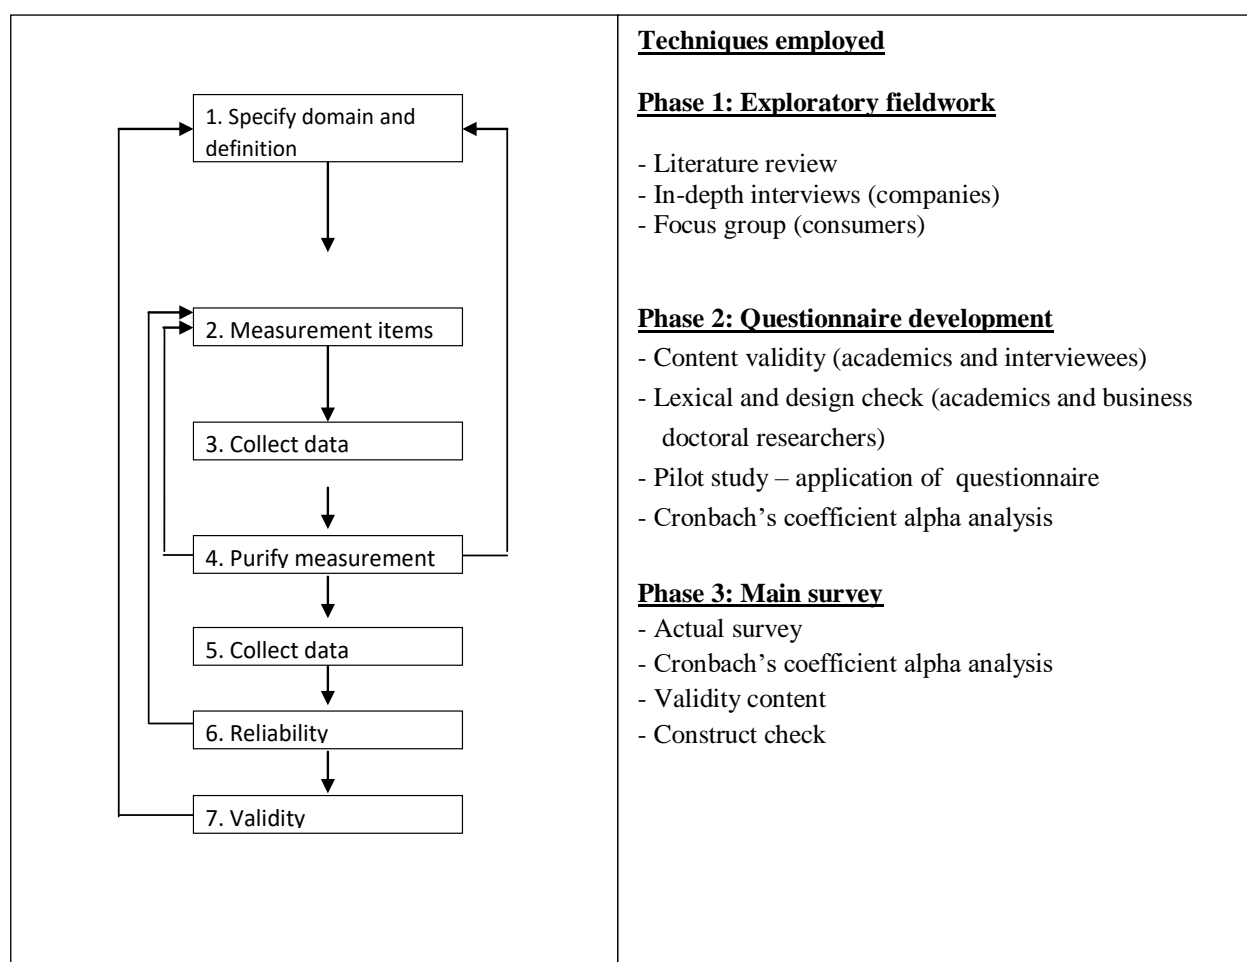 1. Specify domain and
definition
2. Measurement items
3. Collect data
4. Purify measurement
5. Collect data
6. Reliability
7. Validity
Techniques employed
Phase 1: Exploratory fieldwork
- Literature review
- In-depth interviews (companies)
- Focus group (consumers)
Phase 2: Questionnaire development
- Content validity (academics and interviewees)
- Lexical and design check (academics and business
doctoral researchers)
- Pilot study – application of  questionnaire
- Cronbach’s coefficient alpha analysis
Phase 3: Main survey
- Actual survey
- Cronbach’s coefficient alpha analysis
- Validity content
- Construct check